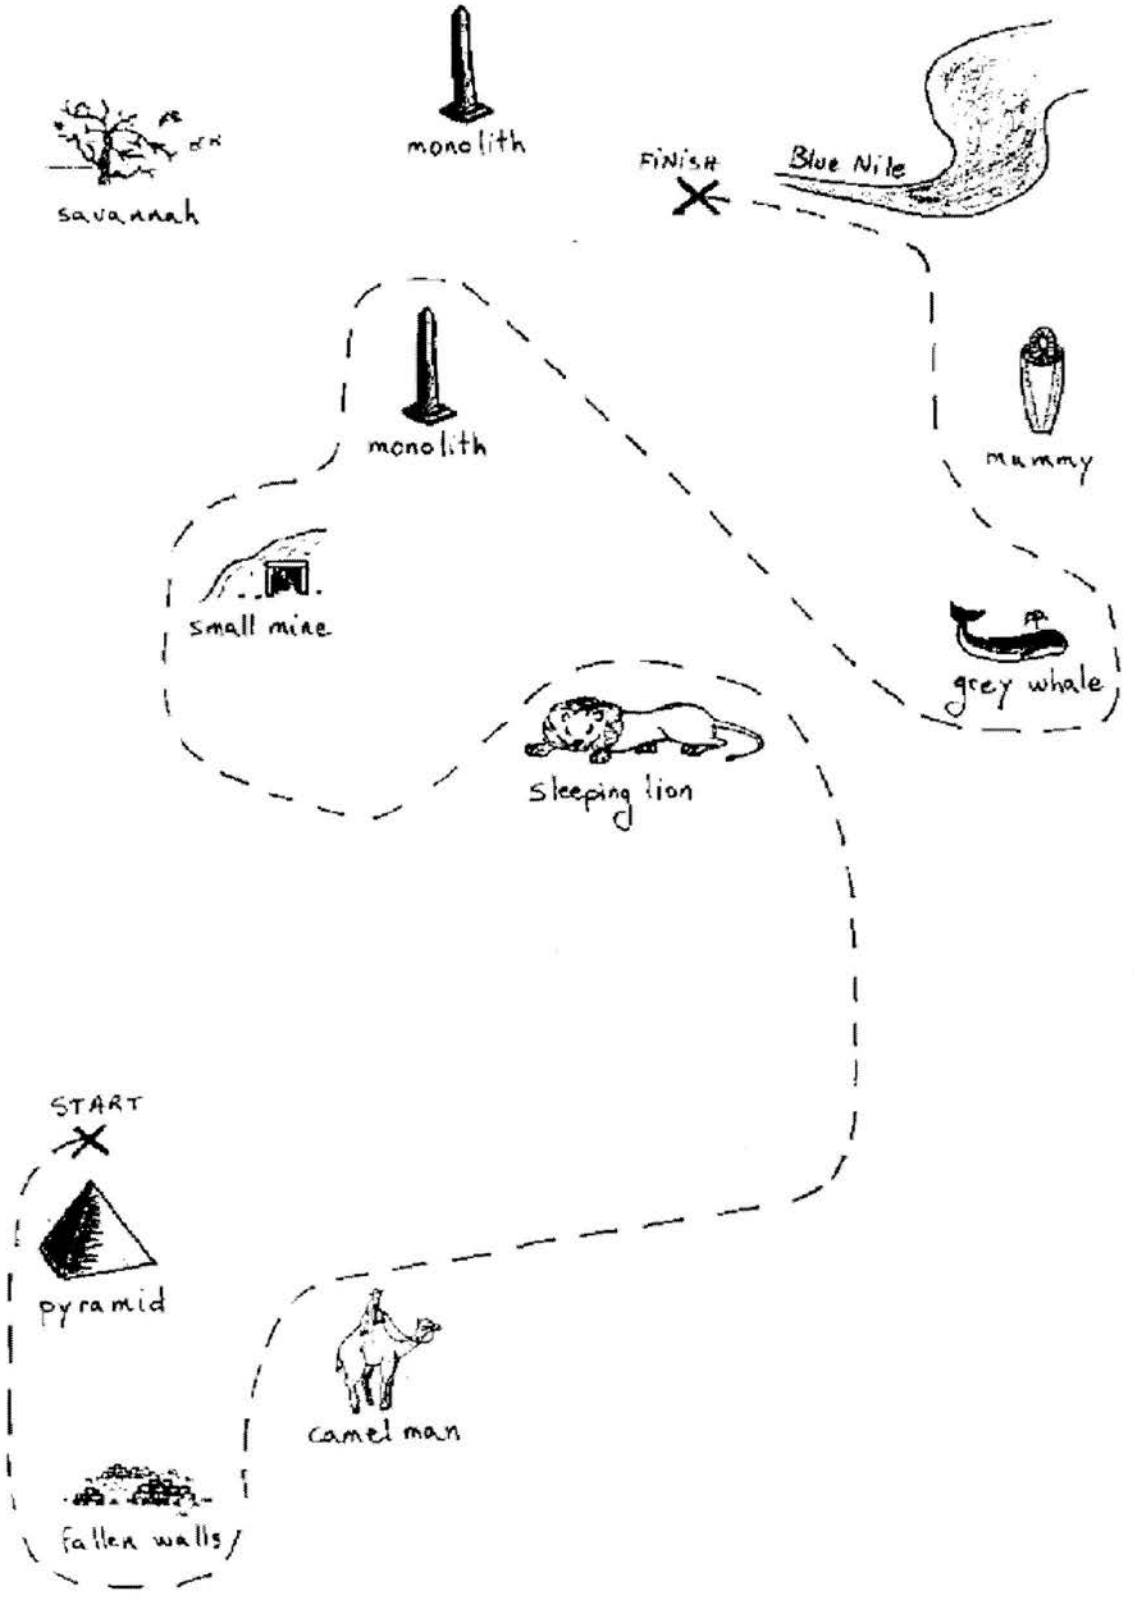 monolith
savannah
FINISH
Blue Nile
monolith
mummy
small mine
grey whale
sleeping lion
START
pyramid
camel man
fallen walls